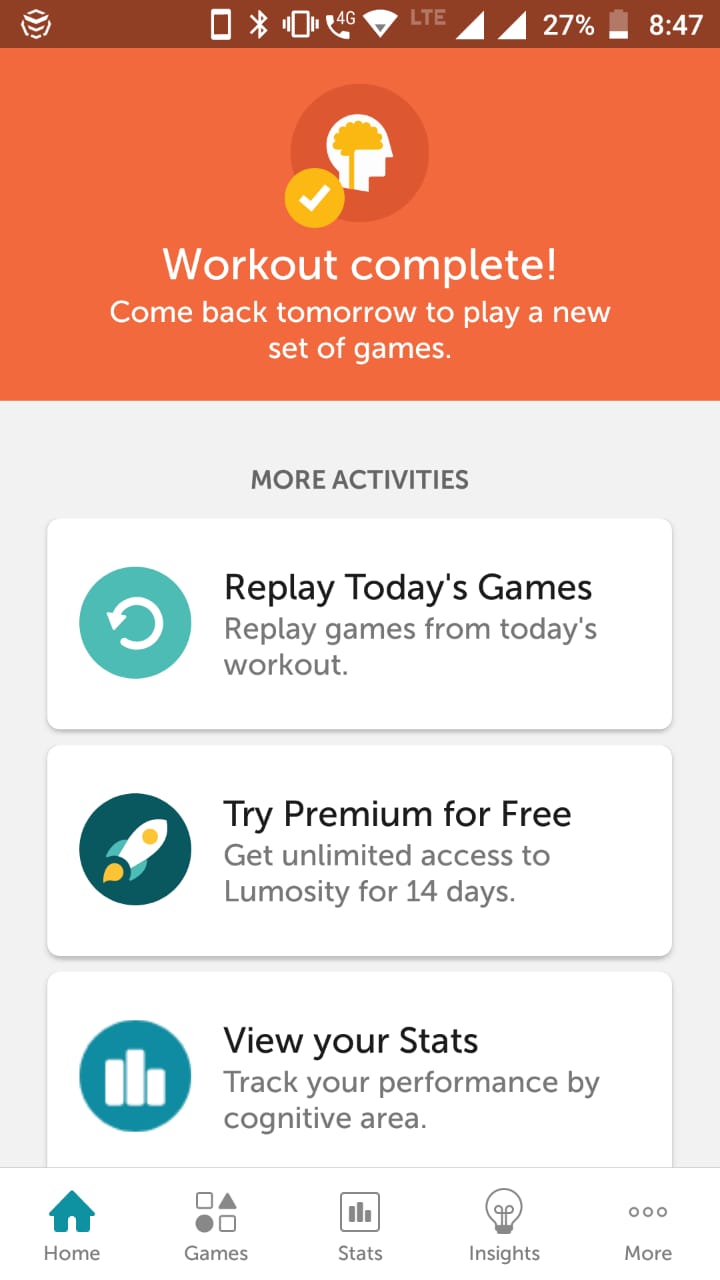 4G LTE 27% 8:47
Workout complete!
Come back tomorrow to play a new
set of games.
MORE ACTIVITIES
Replay Today's Games
Replay games from today's
workout.
Try Premium for Free
Get unlimited access to
Lumosity for 14 days.
View your Stats
Track your performance by
cognitive area.
Home Games Stats Insights More